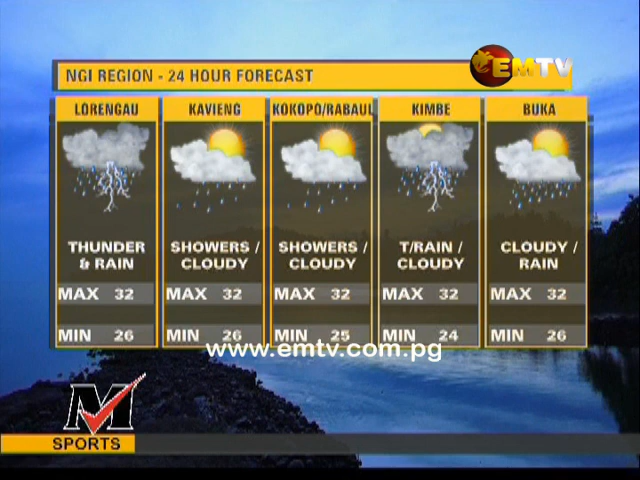 EMTV
NGI REGION - 24 HOUR FORECAST
LORENGAU
THUNDER
& RAIN
MAX 32
MIN 26
KAVIENG
SHOWERS /
CLOUDY
MAX 32
MIN 26
KOKOPO/RABAUL
SHOWERS /
CLOUDY
MAX 32
MIN 25
KIMBE
T/RAIN /
CLOUDY
MAX 32
MIN 24
BUKA
CLOUDY /
RAIN
MAX 32
MIN 26
www.emtv.com.pg
M
SPORTS